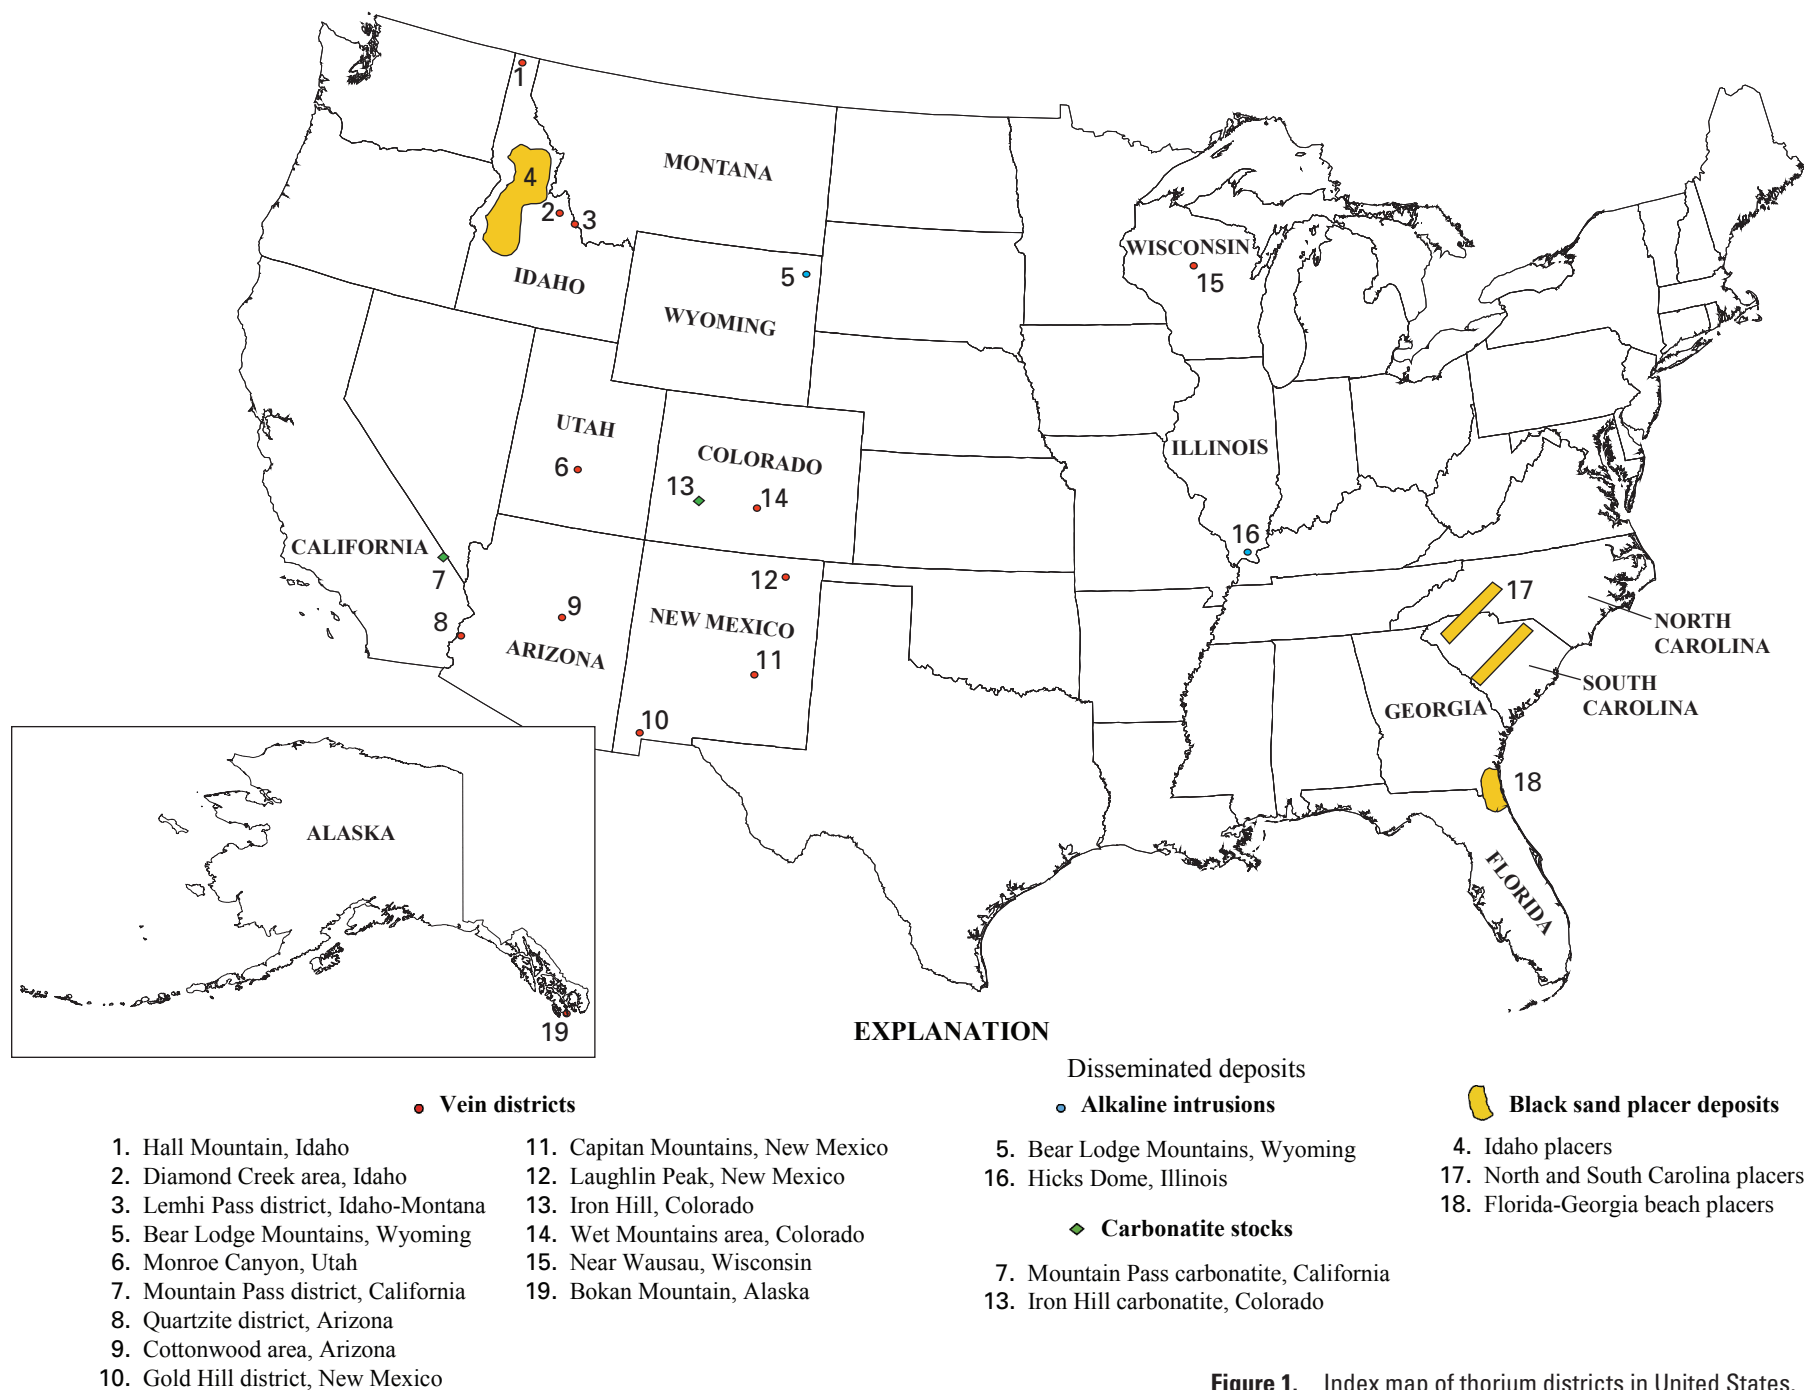 1
MONTANA
4
2
3
WISCONSIN
5
15
IDAHO
WYOMING
UTAH
ILLINOIS
COLORADO
6
13
14
16
CALIFORNIA
7
12
17
9
8
NEW MEXICO
NORTH
CAROLINA
ARIZONA
11
SOUTH
CAROLINA
GEORGIA
10
18
ALASKA
FLORIDA
19
EXPLANATION
Vein districts
1. Hall Mountain, Idaho
2. Diamond Creek area, Idaho
3. Lemhi Pass district, Idaho-Montana
5. Bear Lodge Mountains, Wyoming
6. Monroe Canyon, Utah
7. Mountain Pass district, California
8. Quartzite district, Arizona
9. Cottonwood area, Arizona
10. Gold Hill district, New Mexico
11. Capitan Mountains, New Mexico
12. Laughlin Peak, New Mexico
13. Iron Hill, Colorado
14. Wet Mountains area, Colorado
15. Near Wausau, Wisconsin
19. Bokan Mountain, Alaska
Disseminated deposits
Alkaline intrusions
5. Bear Lodge Mountains, Wyoming
16. Hicks Dome, Illinois
Carbonatite stocks
7. Mountain Pass carbonatite, California
13. Iron Hill carbonatite, Colorado
Black sand placer deposits
4. Idaho placers
17. North and South Carolina placers
18. Florida-Georgia beach placers
Figure 1. Index map of thorium districts in United States.